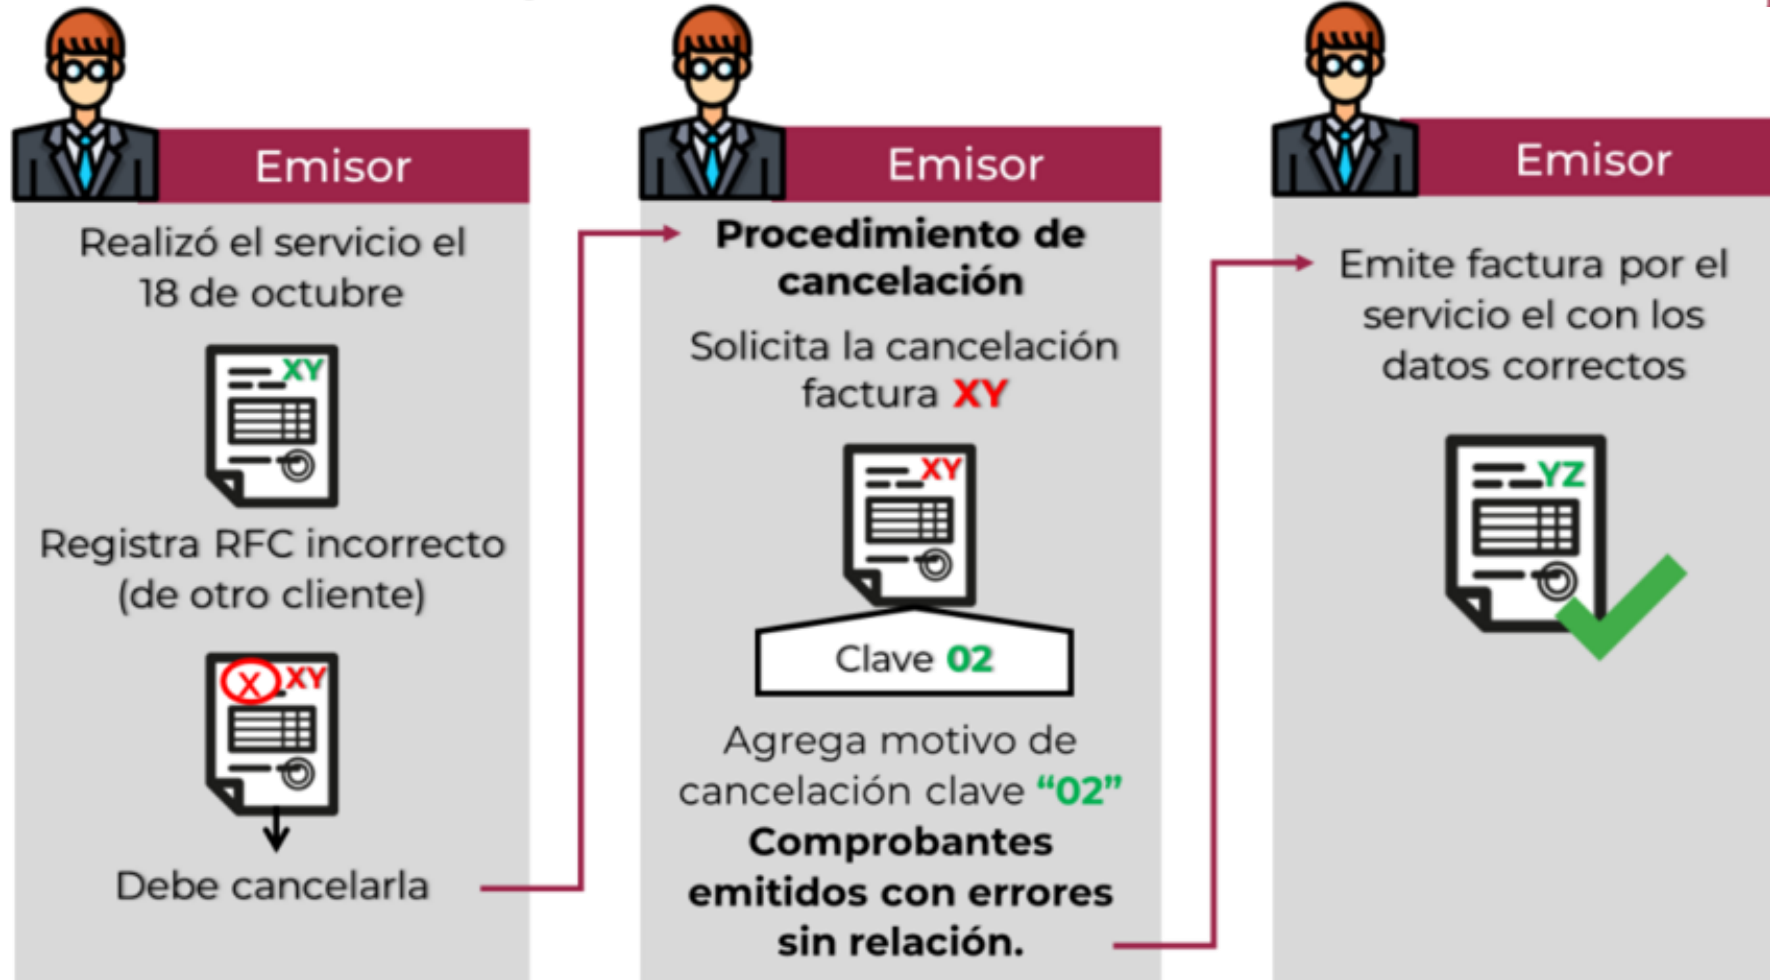 Emisor
Realizó el servicio el
18 de octubre
XY
Registra RFC incorrecto
(de otro cliente)
X XY
Debe cancelarla
Emisor
Procedimiento de
cancelación
Solicita la cancelación
factura XY
XY
Clave 02
Agrega motivo de
cancelación clave “02”
Comprobantes
emitidos con errores
sin relación.
Emisor
Emite factura por el
servicio el con los
datos correctos
YZ